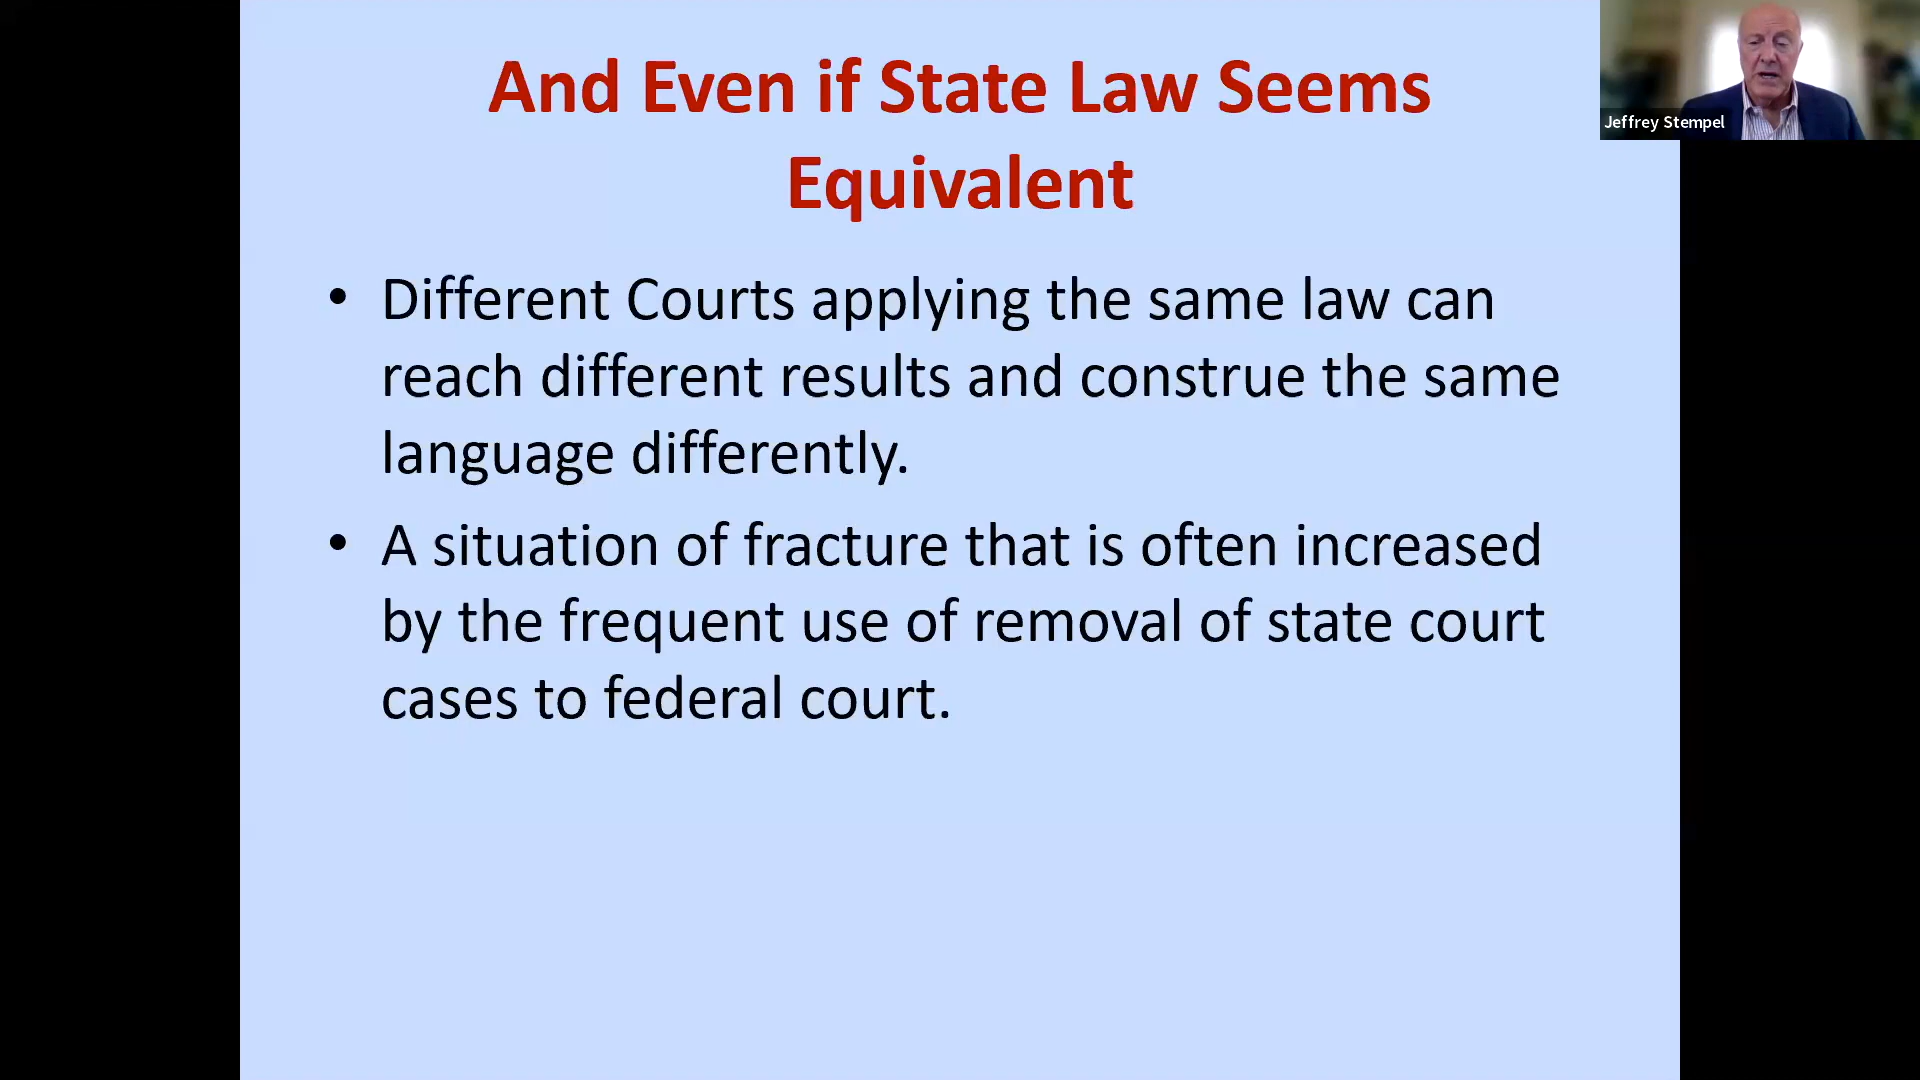 And Even if State Law Seems
Equivalent
• Different Courts applying the same law can
reach different results and construe the same
language differently.
• A situation of fracture that is often increased
by the frequent use of removal of state court
cases to federal court.
Jeffrey Stempel